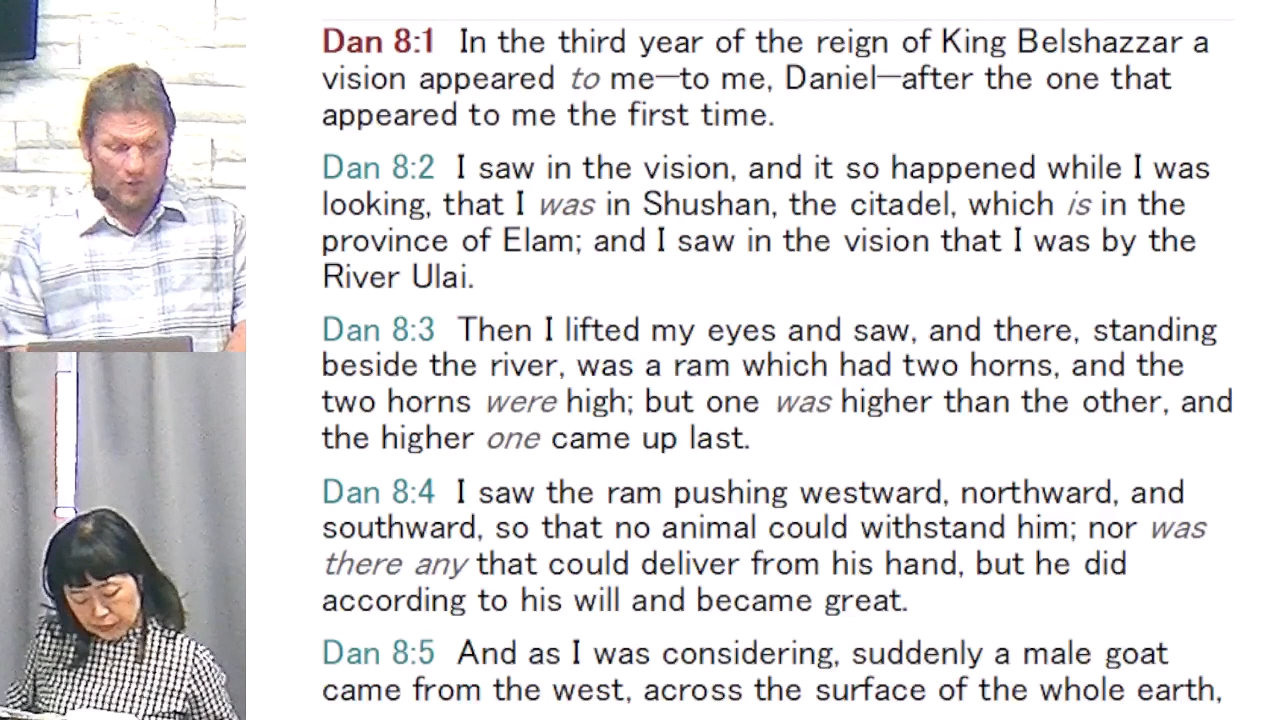 Dan 8:1 In the third year of the reign of King Belshazzar a
vision appeared to me—to me, Daniel—after the one that
appeared to me the first time.
Dan 8:2 I saw in the vision, and it so happened while I was
looking, that I was in Shushan, the citadel, which is in the
province of Elam; and I saw in the vision that I was by the
River Ulai.
Dan 8:3 Then I lifted my eyes and saw, and there, standing
beside the river, was a ram which had two horns, and the
two horns were high; but one was higher than the other, and
the higher one came up last.
Dan 8:4 I saw the ram pushing westward, northward, and
southward, so that no animal could withstand him; nor was
there any that could deliver from his hand, but he did
according to his will and became great.
Dan 8:5 And as I was considering, suddenly a male goat
came from the west, across the surface of the whole earth,